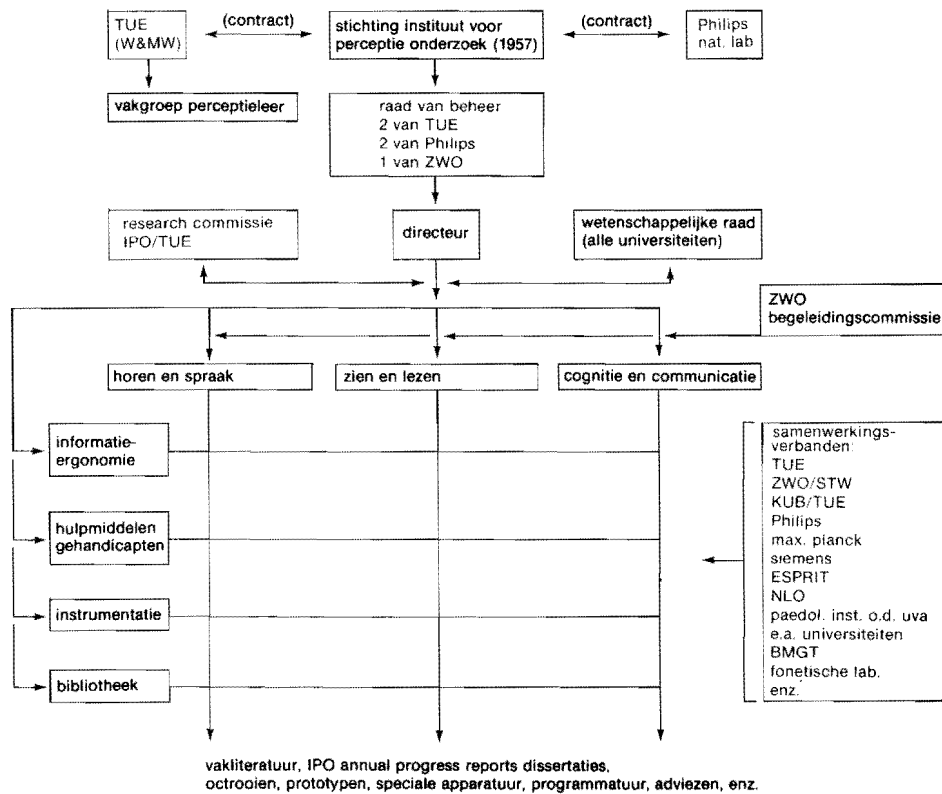 TUE
(W&MW)
(contract)
stichting instituut voor
perceptie onderzoek (1957)
(contract)
Philips
nat. lab
vakgroep perceptieleer
raad van beheer
2 van TUE
2 van Philips
1 van ZWO
research commissie
IPO/TUE
directeur
wetenschappelijke raad
(alle universiteiten)
ZWO
begeleidingscommissie
horen en spraak
zien en lezen
cognitie en communicatie
informatie-
ergonomie
hulpmiddelen
gehandicapten
instrumentatie
bibliotheek
samenwerkings-
verbanden:
TUE
ZWO/STW
KUB/TUE
Philips
max. planck
siemens
ESPRIT
NLO
paedol. inst. o.d. uva
e.a. universiteiten
BMGT
fonetische lab.
enz.
vakliteratuur, IPO annual progress reports dissertaties,
octrooien, prototypen, speciale apparatuur, programmatuur, adviezen, enz.